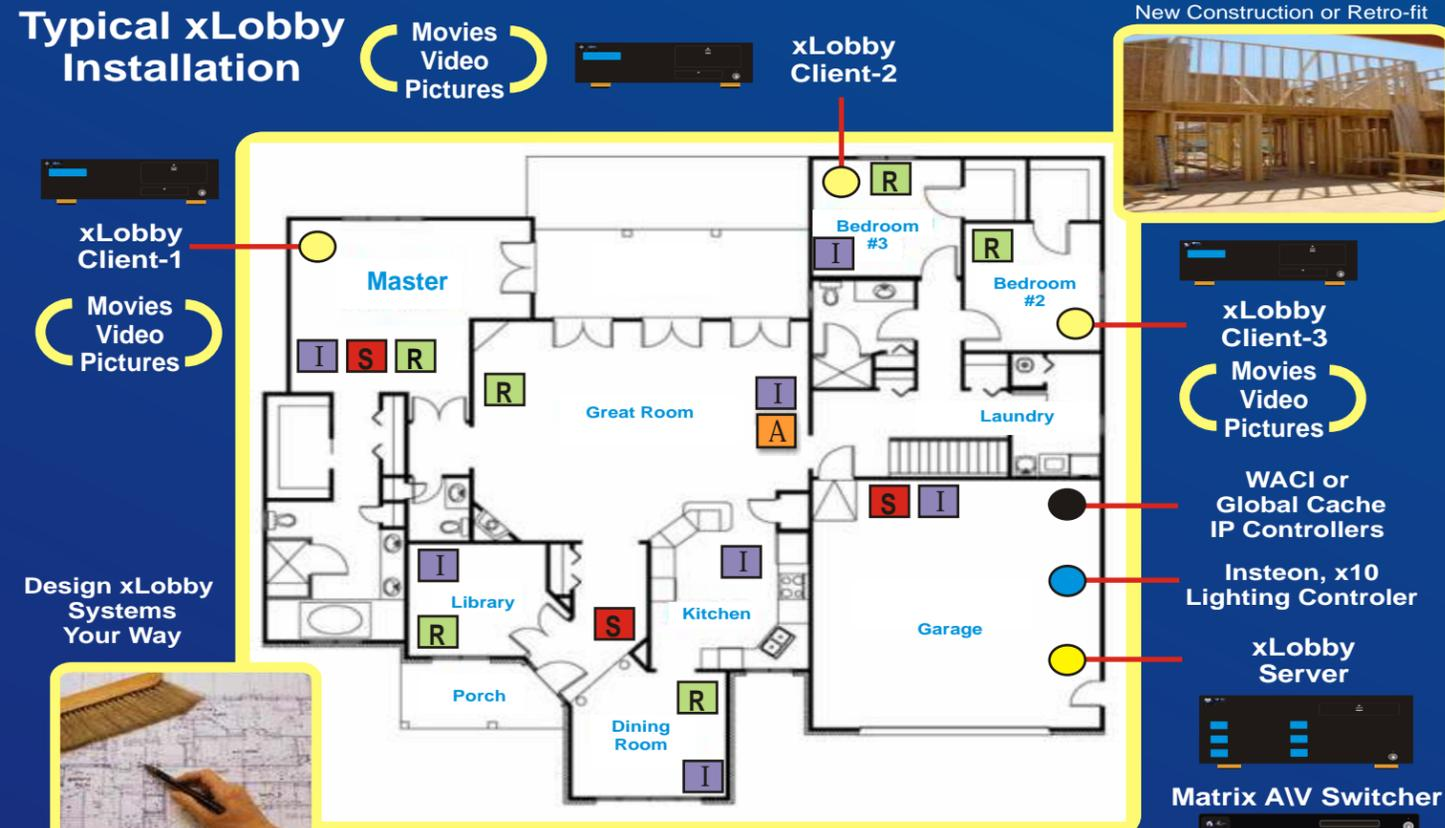 Typical xLobby
Installation
Movies
Video
Pictures
xLobby
Client-2
New Construction or Retro-fit
xLobby
Client-1
Movies
Video
Pictures
R
Bedroom
#3
I
R
Bedroom
#2
Master
I S R
R
Great Room
I
A
Laundry
xLobby
Client-3
Movies
Video
Pictures
S I
WACI or
Global Cache
IP Controllers
I
Library
R
S
I
Kitchen
Garage
Insteon, x10
Lighting Controler
Design xLobby
Systems
Your Way
Porch
R
Dining
Room
I
xLobby
Server
Matrix A\V Switcher